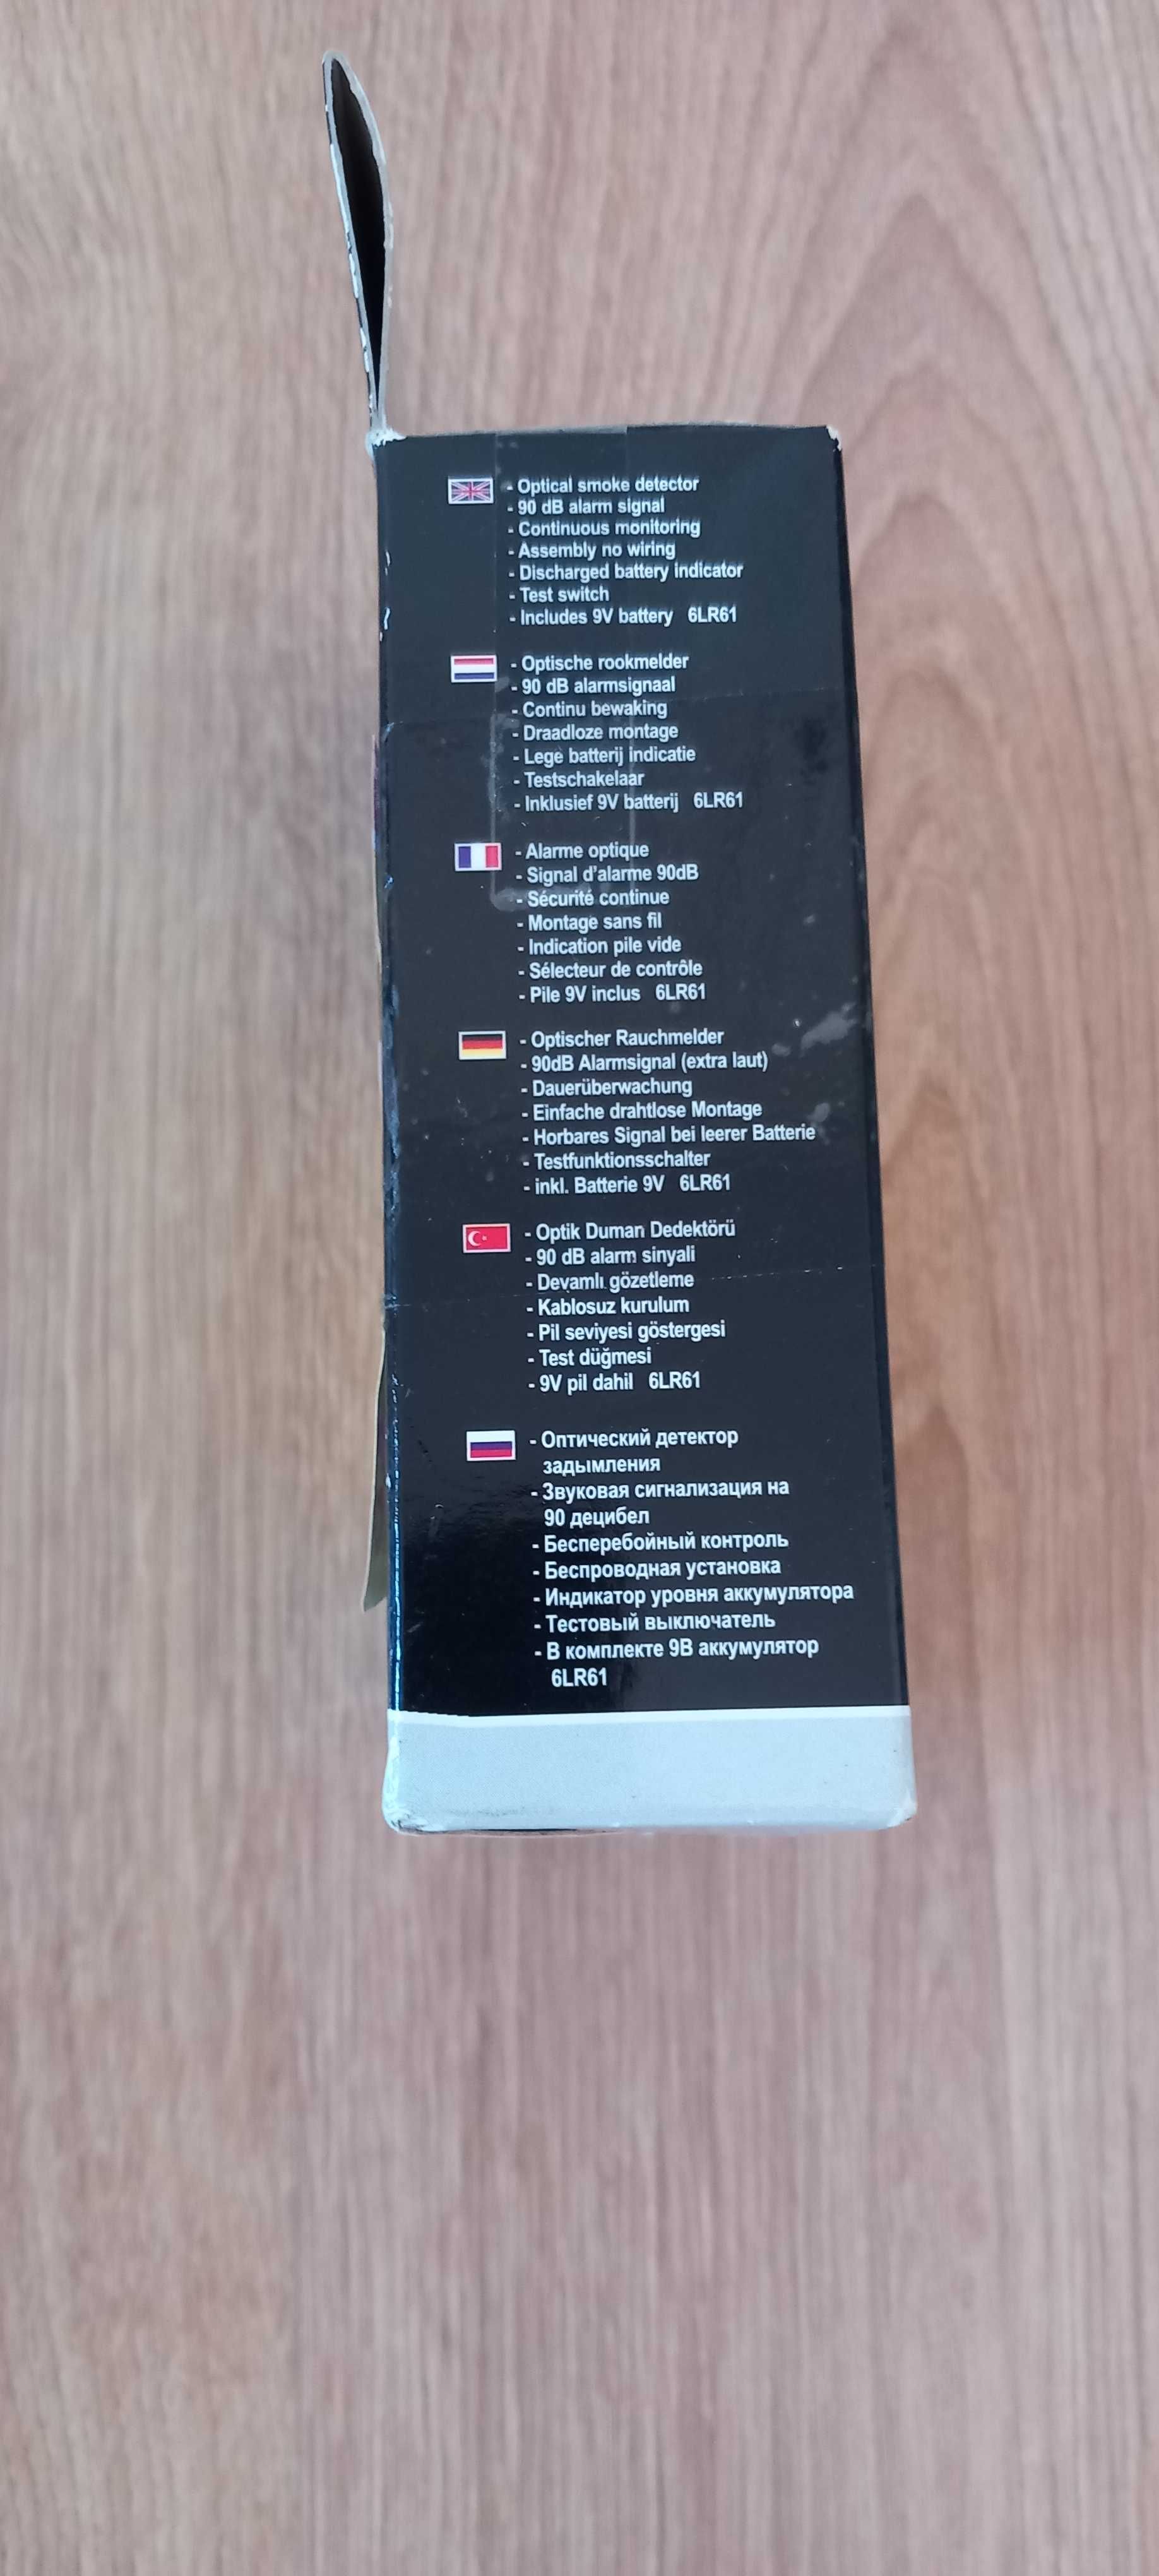 - Optical smoke detector
- 90 dB alarm signal
- Continuous monitoring
- Assembly no wiring
- Discharged battery indicator
- Test switch
- Includes 9V battery 6LR61
- Optische rookmelder
- 90 dB alarmsignaal
- Continu bewaking
- Draadloze montage
- Lege batterij indicatie
- Testschakelaar
- Inklusief 9V batterij 6LR61
- Alarme optique
- Signal d'alarme 90dB
- Sécurité continue
- Montage sans fil
- Indication pile vide
- Sélecteur de contrôle
- Pile 9V inclus 6LR61
- Optischer Rauchmelder
- 90dB Alarmsignal (extra laut)
- Dauerüberwachung
- Einfache drahtlose Montage
- Horbares Signal bei leerer Batterie
- Testfunktionsschalter
- inkl. Batterie 9V 6LR61
- Optik Duman Dedektörü
- 90 dB alarm sinyali
- Devamlı gözetleme
- Kablosuz kurulum
- Pil seviyesi göstergesi
- Test düğmesi
- 9V pil dahil 6LR61
- Оптический детектор
задымления
- Звуковая сигнализация на
90 децибел
- Бесперебойный контроль
- Беспроводная установка
- Индикатор уровня аккумулятора
- Тестовый выключатель
- В комплекте 9В аккумулятор
6LR61